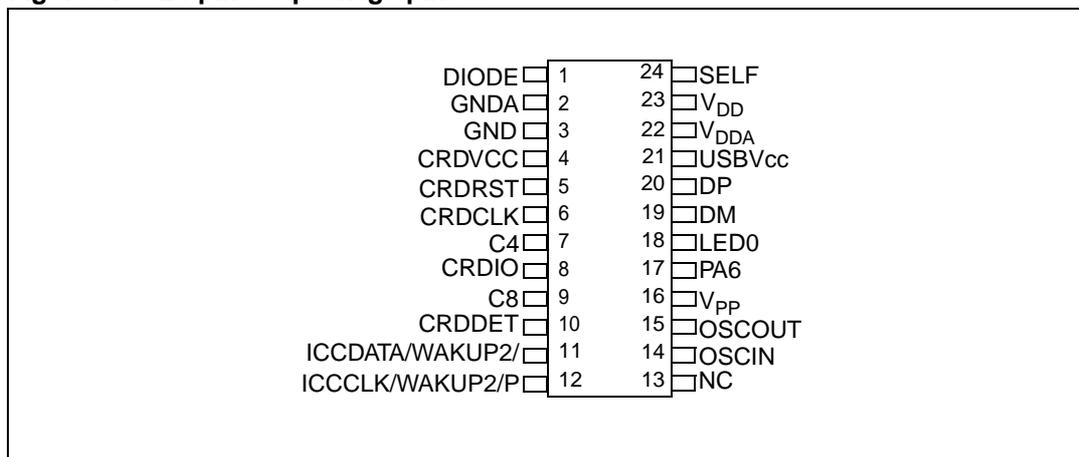 DIODE 1 24 SELF
GNDA 2 23 VDD
GND 3 22 VDDA
CRDVCC 4 21 USBVcc
CRDRST 5 20 DP
CRDCLK 6 19 DM
C4 7 18 LED0
CRDIO 8 17 PA6
C8 9 16 VPP
CRDDET 10 15 OSCOUT
ICCDATA/WAKUP2/ 11 14 OSCIN
ICCCLK/WAKUP2/P 12 13 NC